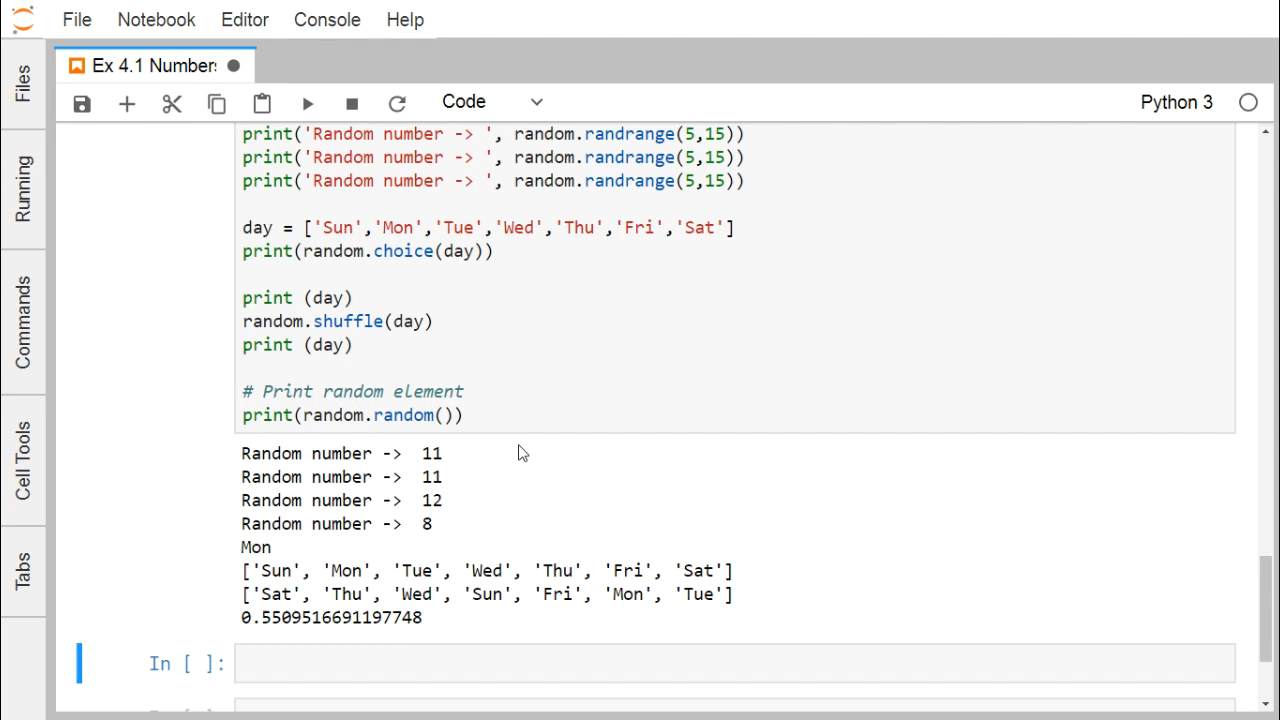 File Notebook Editor Console Help
Ex 4.1 Number
Code Python 3
Files
Running
Commands
Cell Tools
Tabs
print('Random number -> ', random.randrange(5,15))
print('Random number -> ', random.randrange(5,15))
print('Random number -> ', random.randrange(5,15))
day = ['Sun','Mon','Tue','Wed','Thu','Fri','Sat']
print(random.choice(day))
print (day)
random.shuffle(day)
print (day)
# Print random element
print(random.random())
Random number ->  11
Random number ->  11
Random number ->  12
Random number ->  8
Mon
['Sun', 'Mon', 'Tue', 'Wed', 'Thu', 'Fri', 'Sat']
['Sat', 'Thu', 'Wed', 'Sun', 'Fri', 'Mon', 'Tue']
0.5509516691197748
In [ ]: